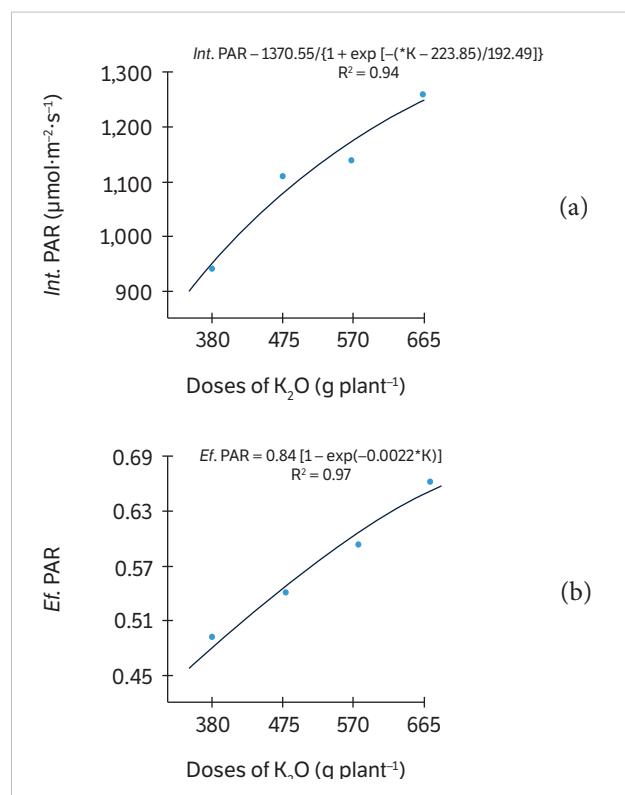 Int. PAR – 1370.55/{1 + exp [-(*K – 223.85)/192.49]}
R² = 0.94
1,300
1,200
1,100
1,000
900
Int. PAR (μmol·m⁻²·s⁻¹)
(a)
380 475 570 665
Doses of K₂O (g plant⁻¹)
Ef. PAR = 0.84 [1 – exp(–0.0022*K)]
R² = 0.97
0.69
0.63
0.57
0.51
0.45
Ef. PAR
(b)
380 475 570 665
Doses of K₂O (g plant⁻¹)